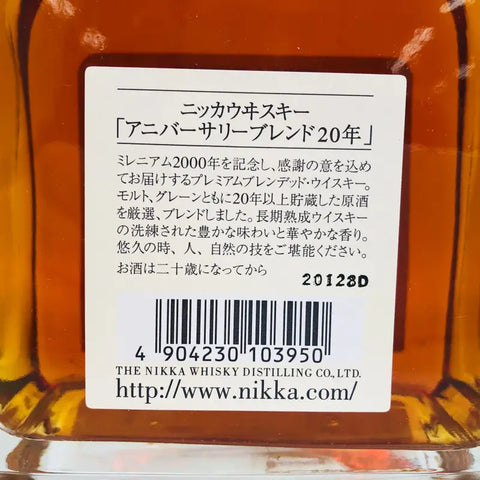 ニッカウヰスキー
「アニバーサリーブレンド20年」
ミレニアム2000年を記念し、感謝の意を込め
てお届けするプレミアムブレンデッド・ウイスキー。
モルト、グレーンともに20年以上貯蔵した原酒
を厳選、ブレンドしました。長期熟成ウイスキー
の洗練された豊かな味わいと華やかな香り。
悠久の時、人、自然の技をご堪能ください。
お酒は二十歳になってから
20I28D
4 904230 103950
THE NIKKA WHISKY DISTILLING CO., LTD.
http://www.nikka.com/